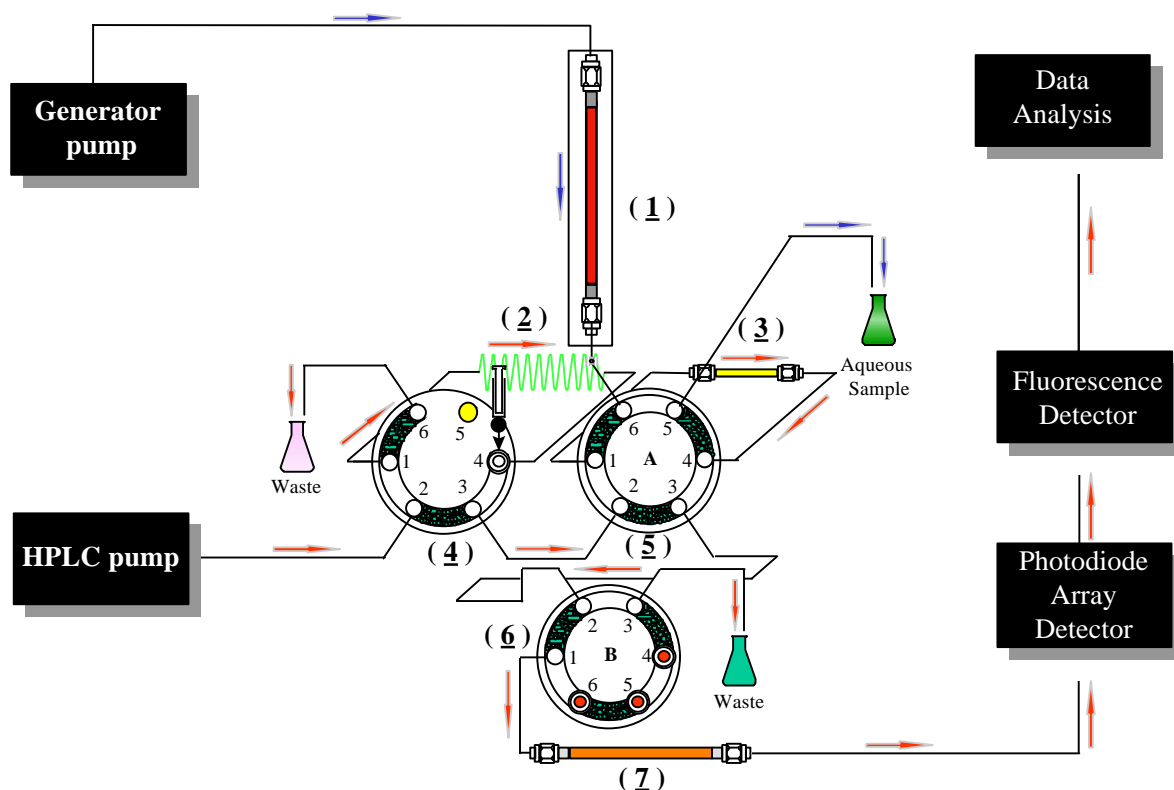 Generator
pump
Data
Analysis
( 1 )
( 2 )
( 3 )
Aqueous
Sample
Fluorescence
Detector
6
5
1
4
2
3
Waste
( 4 )
6
5
1
A
4
2
3
( 5 )
HPLC pump
Photodiode
Array
Detector
( 6 )
2
3
1
B
4
6
5
Waste
( 7 )